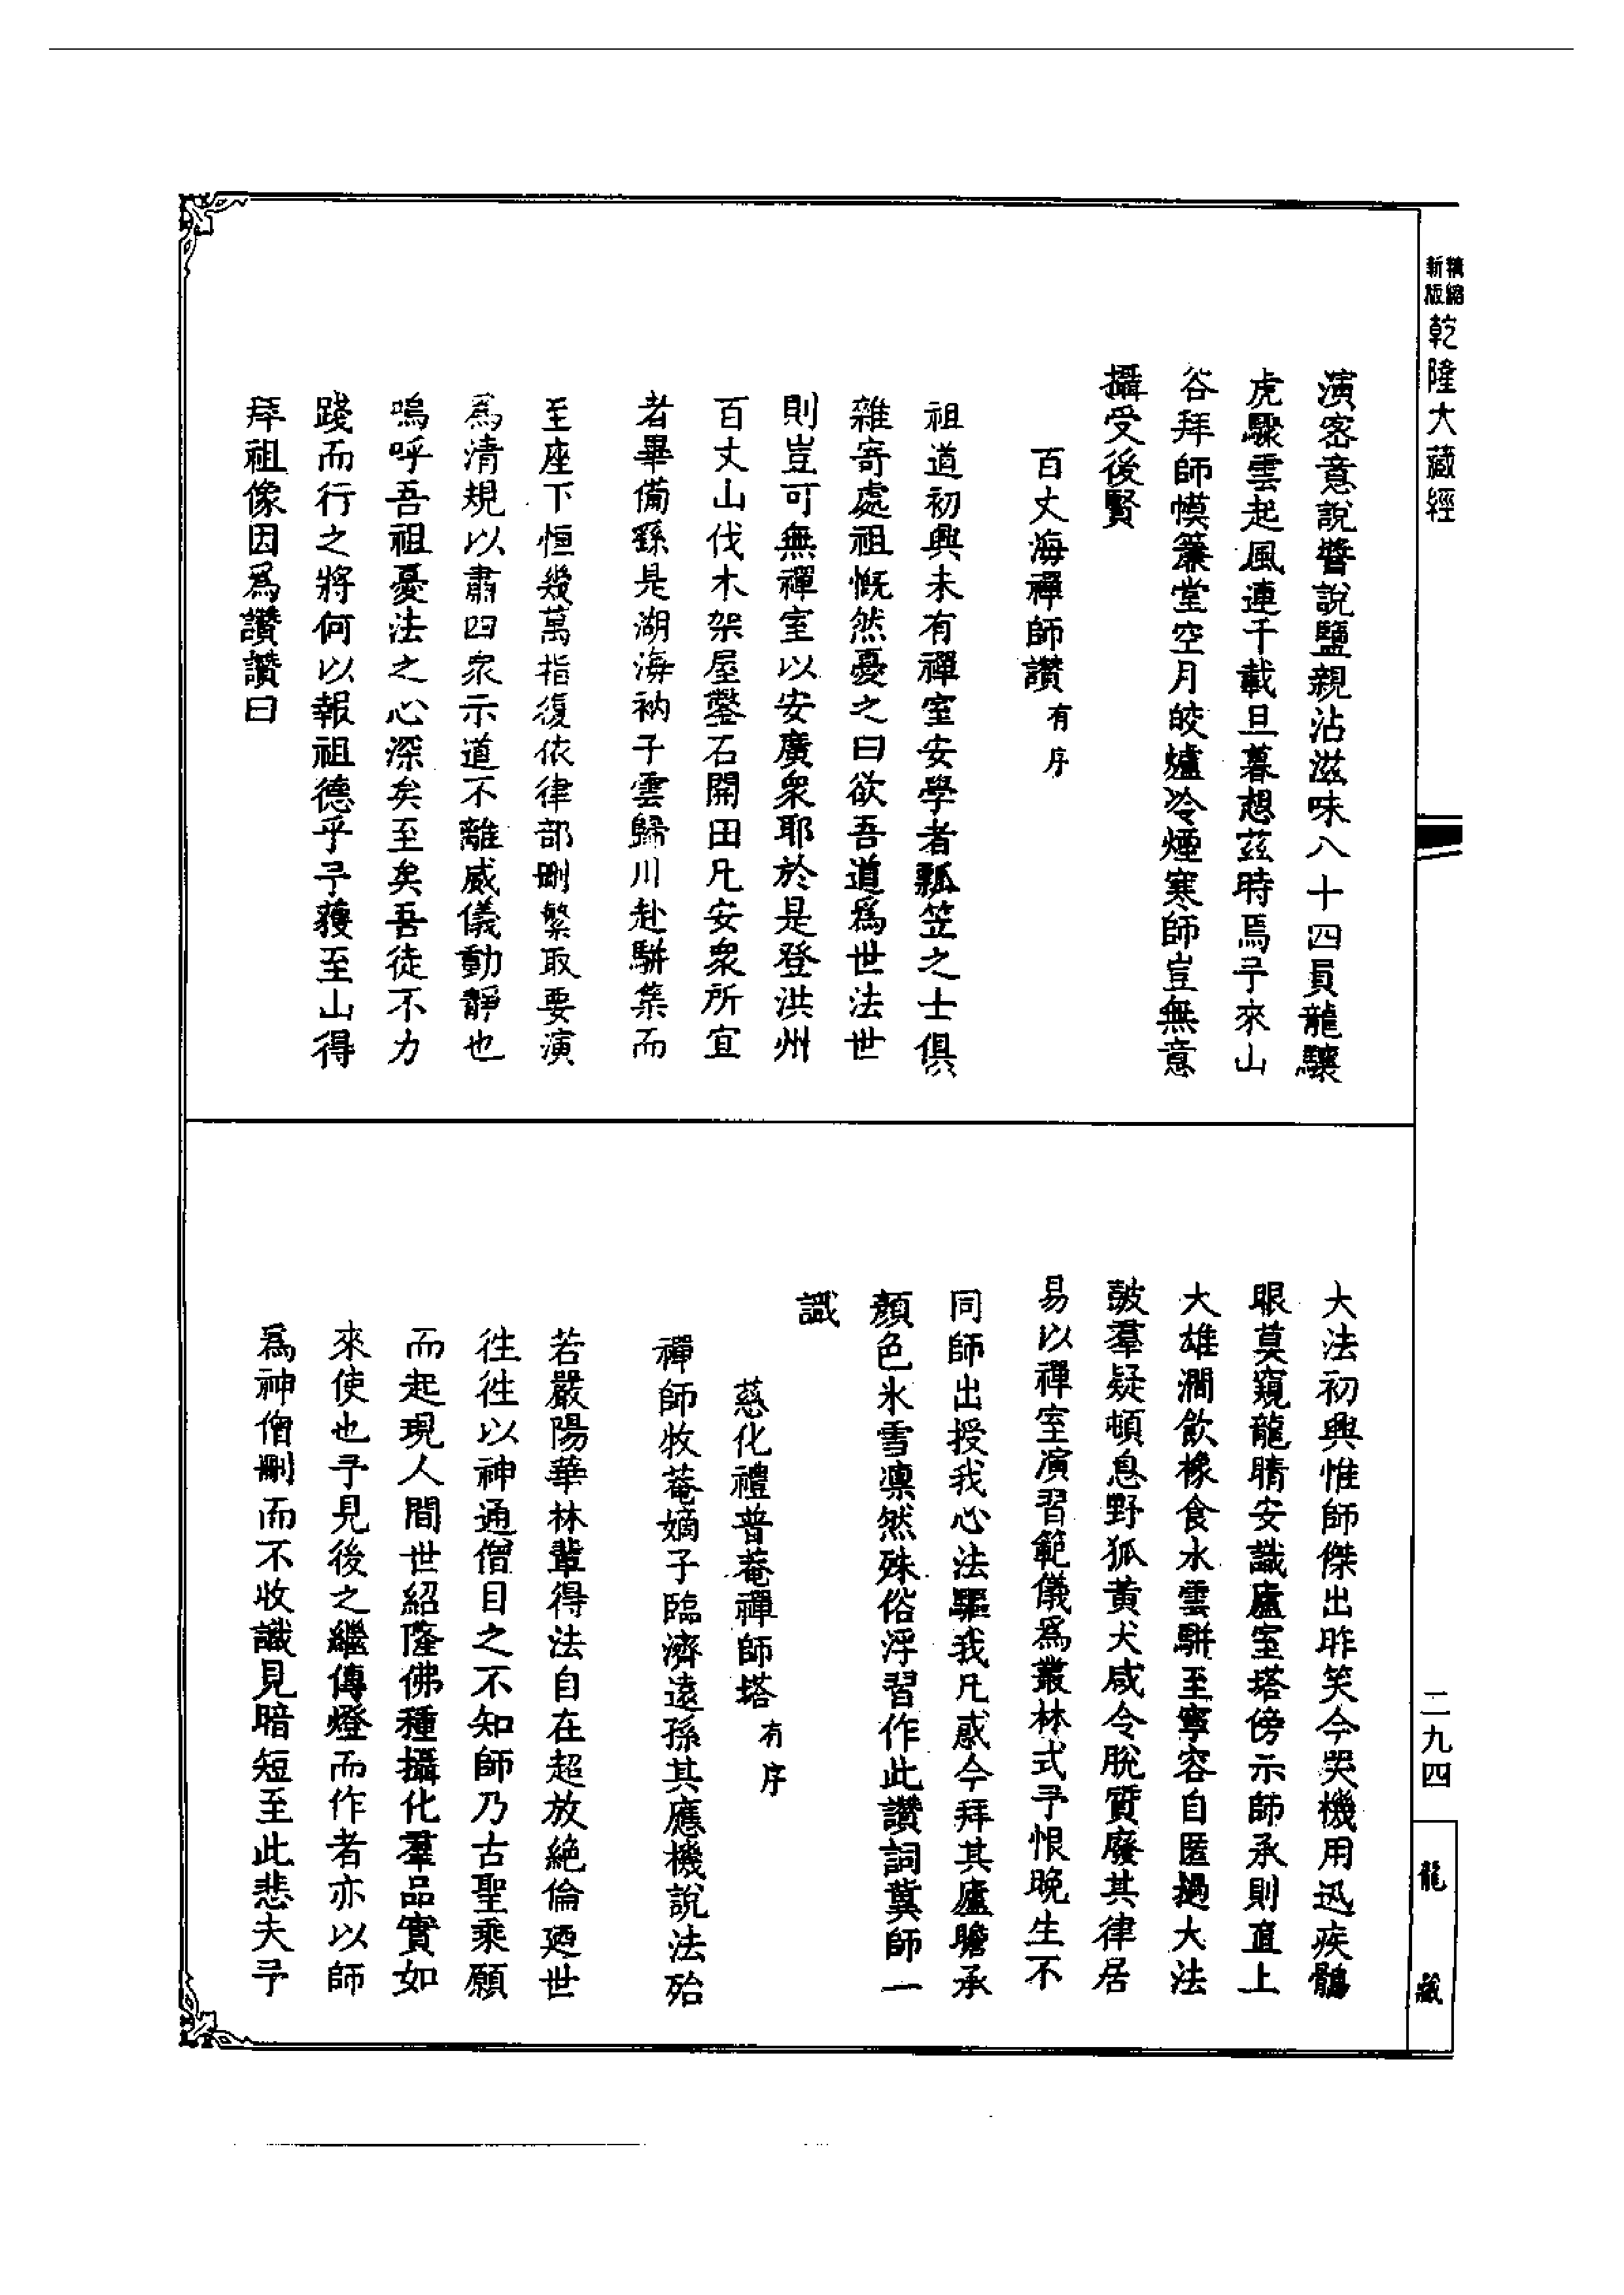 精縮新版 乾隆大藏經
演密意說醬說鹽親沾滋味八十四員龍驤
虎驟雲起風連千載旦暮想茲時焉予來山
谷拜師幙簾堂空月皎爐冷煙寒師豈無意
攝受後賢
百丈海禪師讚 有序
祖道初興未有禪室安學者瓢笠之士俱
雜寄處祖慨然憂之曰欲吾道爲世法世
則豈可無禪室以安廣衆耶於是登洪州
百丈山伐木架屋鑿石開田凡安衆所宜
者畢備繇是湖海衲子雲歸川赴駢集而
至座下恒幾萬指復依律部刪繁取要演
爲清規以肅四衆示道不離威儀動靜也
嗚呼吾祖憂法之心深矣至矣吾徒不力
踐而行之將何以報祖德乎予蓡至山得
拜祖像因爲讚讚曰
大法初興惟師傑出昨笑今哭機用迅疾鶻
眼莫窺龍睛安識廬室塔傍示師承則直上
大雄澗飲橡食水雲駢至寧容自匿撾大法
鼓羣疑頓息野狐黃犬咸令脫質廢其律居
易以禪室演習範儀爲叢林式予恨晚生不
同師出授我心法驅我凡惑今拜其廬瞻承
顏色氷雪凛然殊俗浮習作此讚詞冀師一
識
慈化禮普菴禪師塔 有序
禪師牧菴嫡子臨濟遠孫其應機說法殆
若嚴陽華林輩得法自在超放絶倫廼世
徃徃以神通僧目之不知師乃古聖乘願
而起現人間世紹隆佛種攝化羣品實如
來使也予見後之繼傳燈而作者亦以師
爲神僧刪而不收識見暗短至此悲夫予
二九四
龍藏